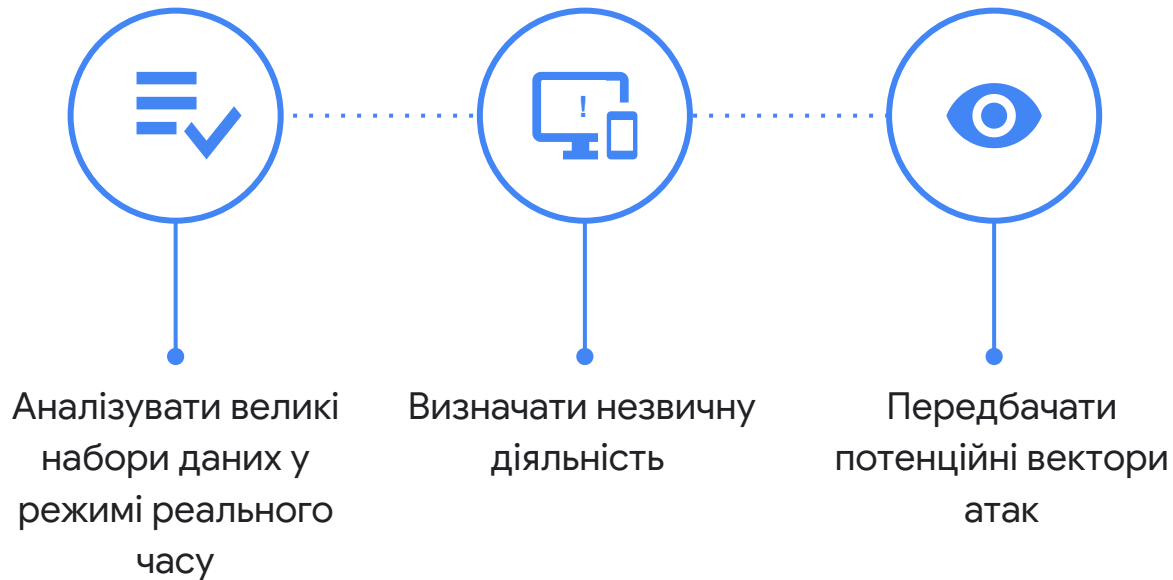 !
Аналізувати великі
набори даних у
режимі реального
часу
Визначати незвичну
діяльність
Передбачати
потенційні вектори
атак